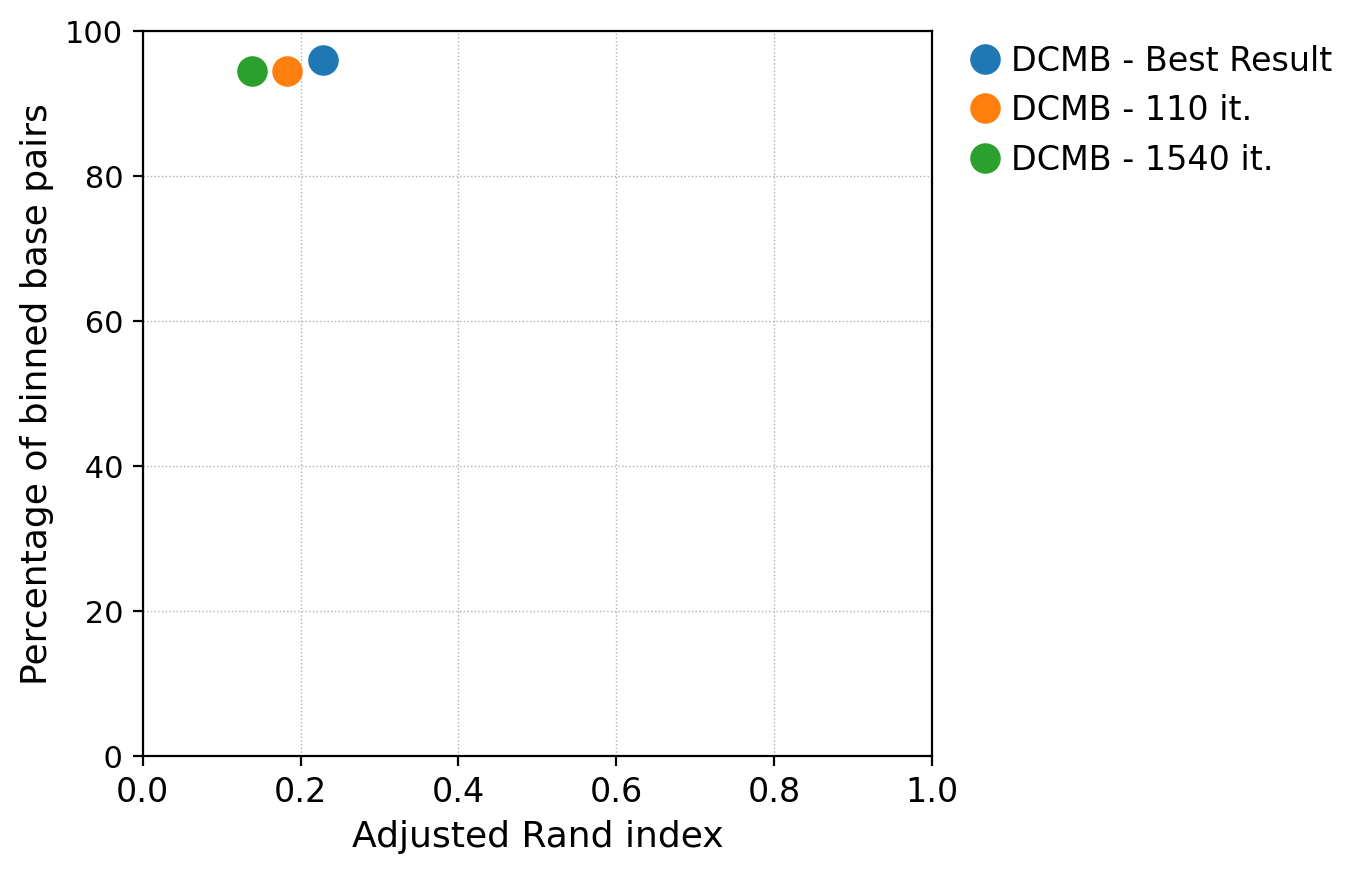 100
80
60
40
20
0
0.0 0.2 0.4 0.6 0.8 1.0
Adjusted Rand index
Percentage of binned base pairs
DCMB - Best Result
DCMB - 110 it.
DCMB - 1540 it.